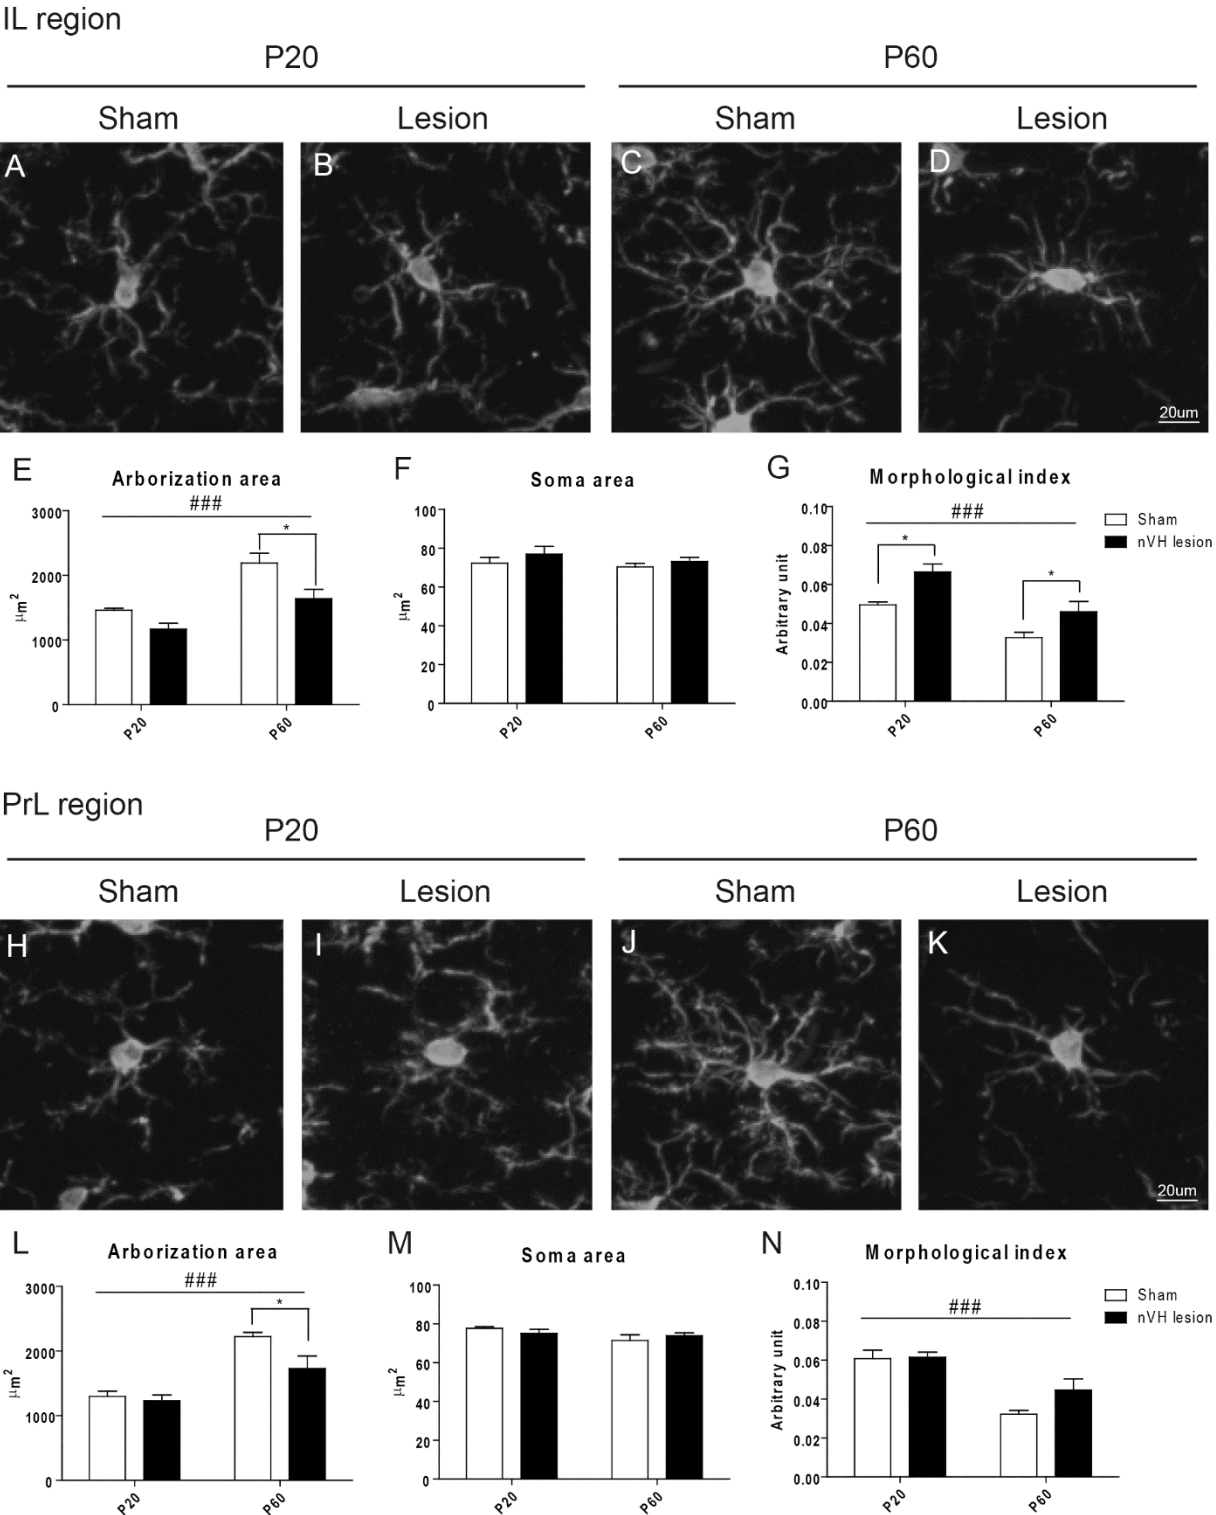 IL region
P20 P60
Sham Lesion Sham Lesion
A B C D
20um
E Arborization area
###
*
3000
2000
1000
0
μm2
P20 P60
F Soma area
100
80
60
40
20
0
μm2
P20 P60
G Morphological index
###
*
*
0.10
0.08
0.06
0.04
0.02
0.00
Arbitrary unit
P20 P60
Sham
nVH lesion
PrL region
P20 P60
Sham Lesion Sham Lesion
H I J K
20um
L Arborization area
###
*
3000
2000
1000
0
μm2
P20 P60
M Soma area
100
80
60
40
20
0
μm2
P20 P60
N Morphological index
###
0.10
0.08
0.06
0.04
0.02
0.00
Arbitrary unit
P20 P60
Sham
nVH lesion